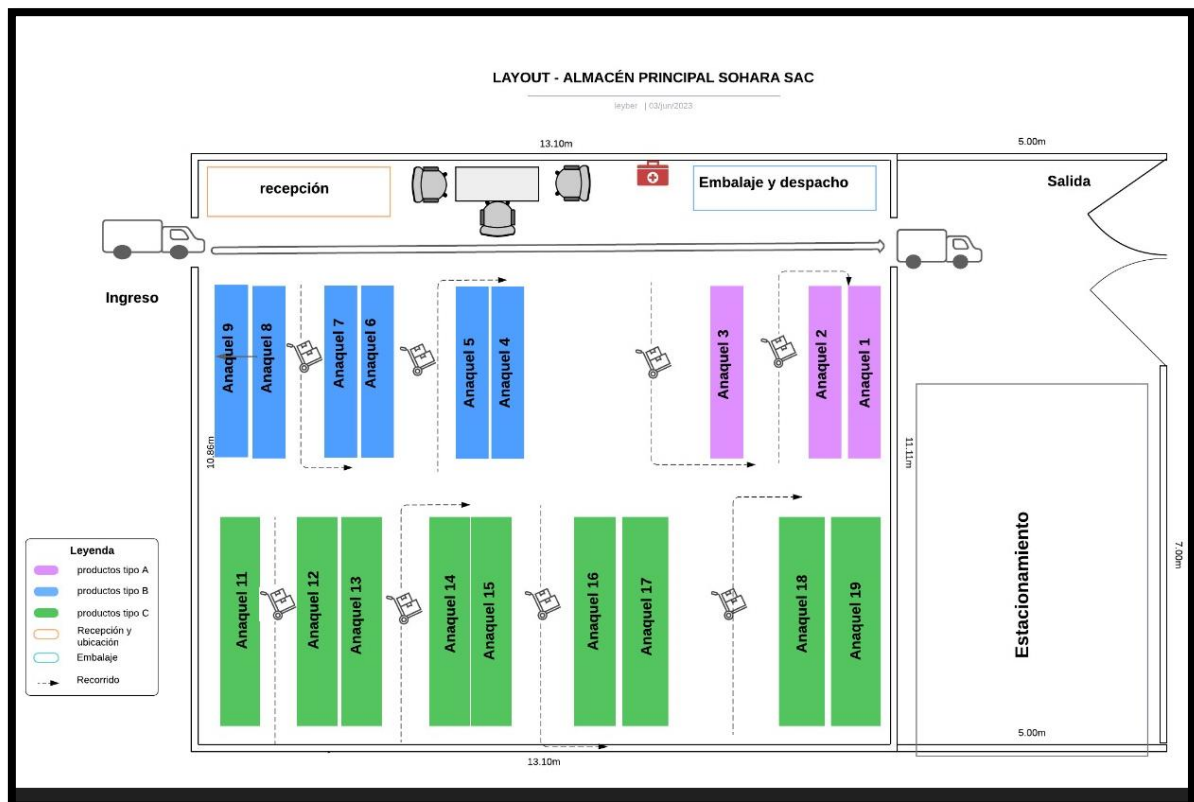 LAYOUT - ALMACÉN PRINCIPAL SOHARA SAC
leyber | 03/jun/2023
13.10m
5.00m
recepción
Embalaje y despacho
Salida
Ingreso
Anaquel 9
Anaquel 8
Anaquel 7
Anaquel 6
Anaquel 5
Anaquel 4
Anaquel 3
Anaquel 2
Anaquel 1
10.86m
11.11m
Anaquel 11
Anaquel 12
Anaquel 13
Anaquel 14
Anaquel 15
Anaquel 16
Anaquel 17
Anaquel 18
Anaquel 19
Estacionamiento
7.00m
Leyenda
productos tipo A
productos tipo B
productos tipo C
Recepción y
ubicación
Embalaje
Recorrido
5.00m
13.10m